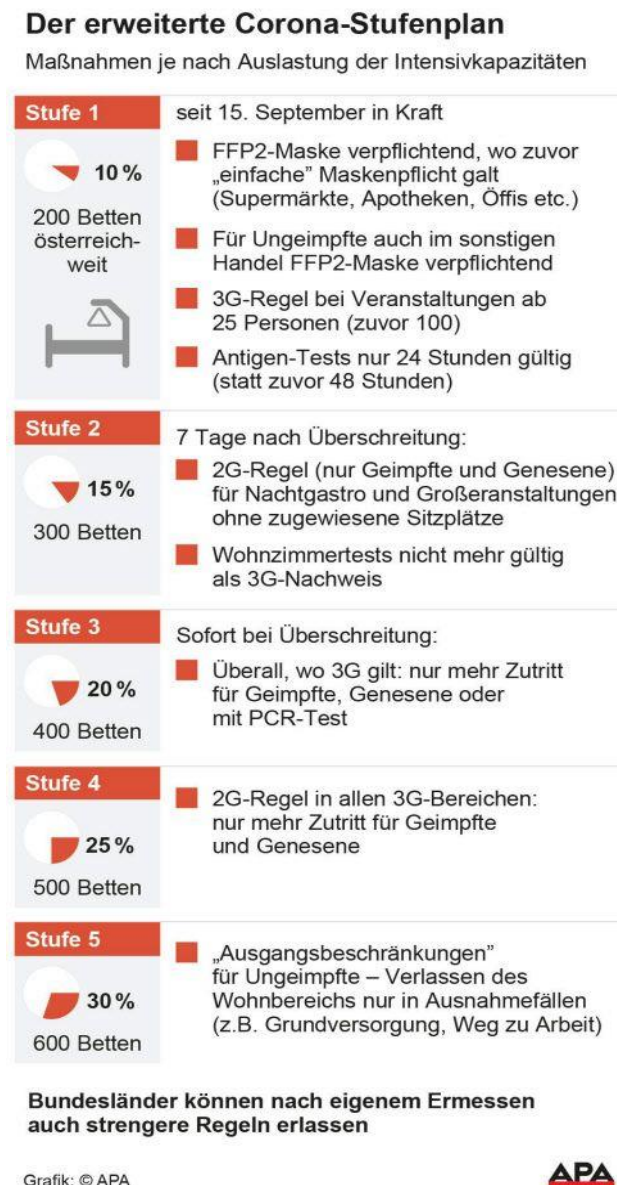 Der erweiterte Corona-Stufenplan
Maßnahmen je nach Auslastung der Intensivkapazitäten
Stufe 1
10 %
200 Betten
österreich-
weit
seit 15. September in Kraft
FFP2-Maske verpflichtend, wo zuvor
„einfache” Maskenpflicht galt
(Supermärkte, Apotheken, Öffis etc.)
Für Ungeimpfte auch im sonstigen
Handel FFP2-Maske verpflichtend
3G-Regel bei Veranstaltungen ab
25 Personen (zuvor 100)
Antigen-Tests nur 24 Stunden gültig
(statt zuvor 48 Stunden)
Stufe 2
15 %
300 Betten
7 Tage nach Überschreitung:
2G-Regel (nur Geimpfte und Genesene)
für Nachtgastro und Großeranstaltungen
ohne zugewiesene Sitzplätze
Wohnzimmertests nicht mehr gültig
als 3G-Nachweis
Stufe 3
20 %
400 Betten
Sofort bei Überschreitung:
Überall, wo 3G gilt: nur mehr Zutritt
für Geimpfte, Genesene oder
mit PCR-Test
Stufe 4
25 %
500 Betten
2G-Regel in allen 3G-Bereichen:
nur mehr Zutritt für Geimpfte
und Genesene
Stufe 5
30 %
600 Betten
„Ausgangsbeschränkungen”
für Ungeimpfte – Verlassen des
Wohnbereichs nur in Ausnahmefällen
(z.B. Grundversorgung, Weg zu Arbeit)
Bundesländer können nach eigenem Ermessen
auch strengere Regeln erlassen
Grafik: © APA
APA